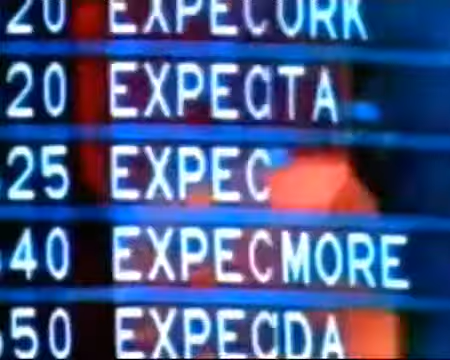 20 EXPECORK
20 EXPECTA
25 EXPEC
40 EXPECMORE
50 EXPECDA